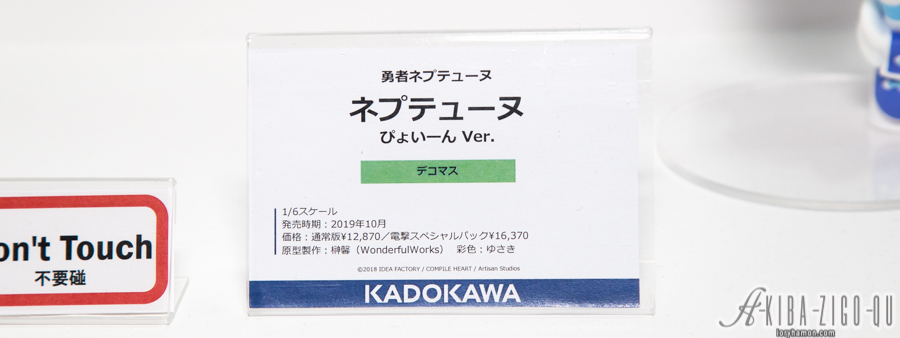 勇者ネプテューヌ
ネプテューヌ
ぴょいーん Ver.
デコマス
1/6スケール
発売時期：2019年10月
価格：通常版¥12,870／電撃スペシャルパック¥16,370
原型製作：榊馨（WonderfulWorks） 彩色：ゆさき
©2018 IDEA FACTORY / COMPILE HEART / Artisan Studios
KADOKAWA
on't Touch
不要碰
A-KIBA-ZIGO-QU
toryhamon.com